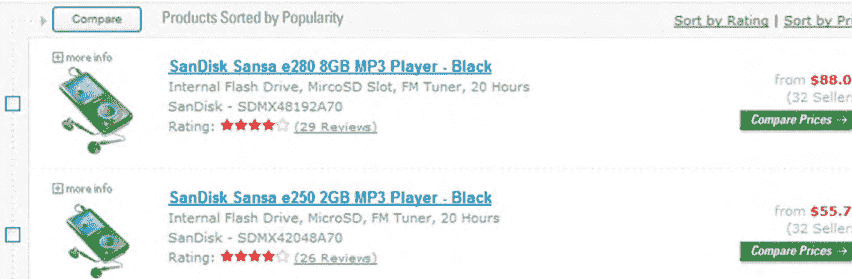 Compare
Products Sorted by Popularity
Sort by Rating | Sort by Pr
more info
SanDisk Sansa e280 8GB MP3 Player - Black
Internal Flash Drive, MircoSD Slot, FM Tuner, 20 Hours
SanDisk - SDMX48192A70
Rating: (29 Reviews)
from $88.0
(32 Seller
Compare Prices
more info
SanDisk Sansa e250 2GB MP3 Player - Black
Internal Flash Drive, MicroSD, FM Tuner, 20 Hours
SanDisk - SDMX42048A70
Rating: (26 Reviews)
from $55.7
(32 Seller
Compare Prices